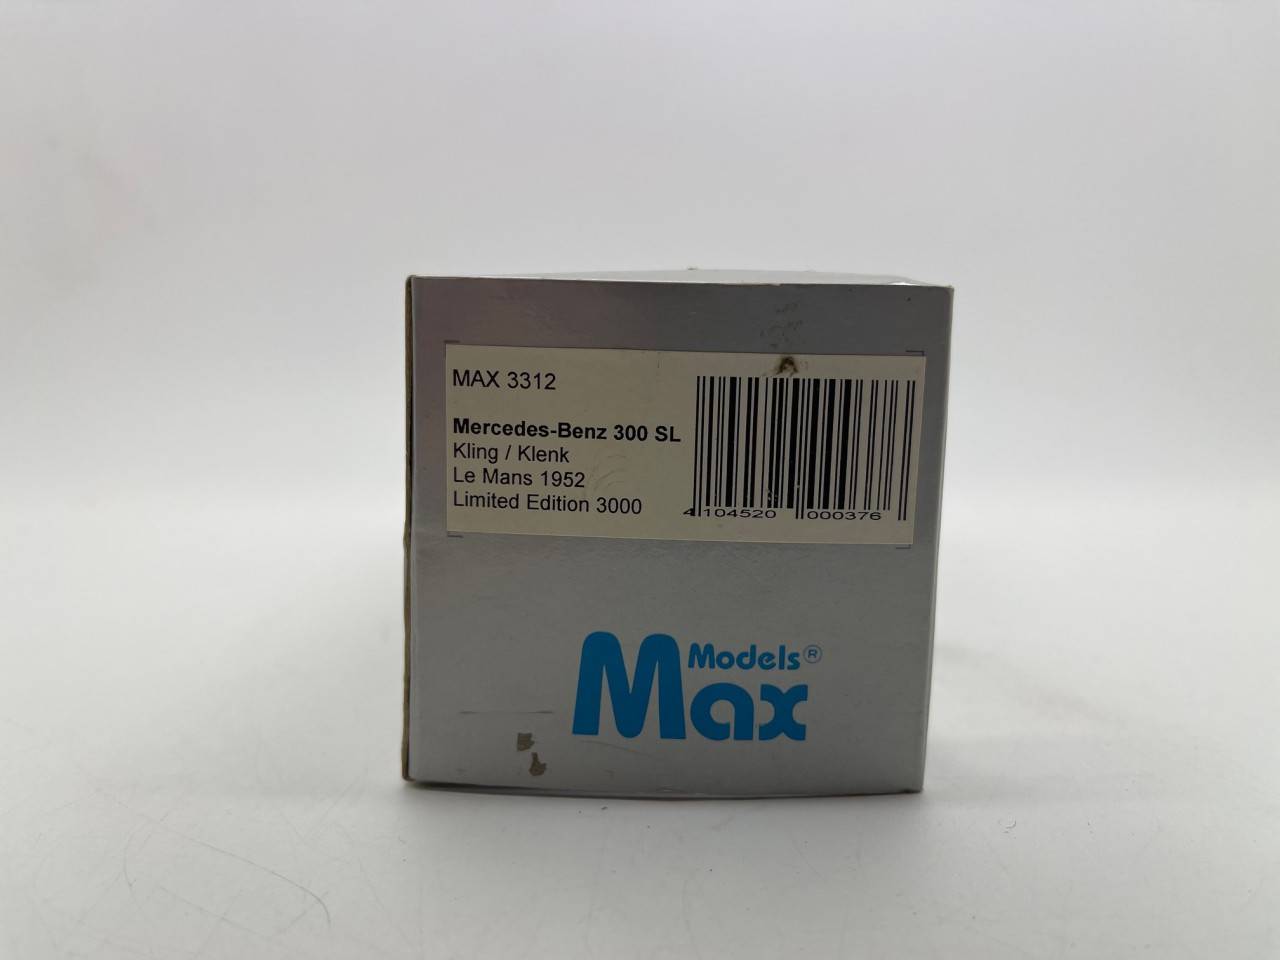 MAX 3312
Mercedes-Benz 300 SL
Kling / Klenk
Le Mans 1952
Limited Edition 3000
4 104520 000376
Models®
Max